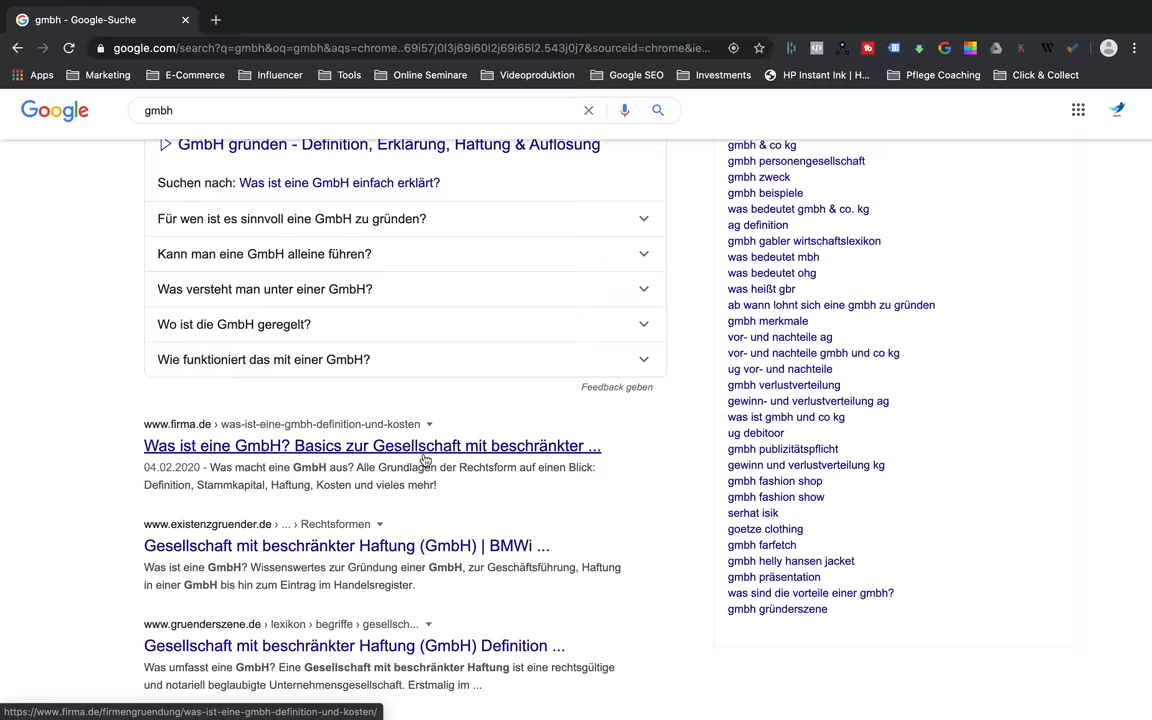 gmbh - Google-Suche
google.com/search?q=gmbh&oq=gmbh&aqs=chrome..69i57j0l3j69i60l2j69i65l2.543j0j7&sourceid=chrome&ie...
Apps Marketing E-Commerce Influencer Tools Online Seminare Videoproduktion Google SEO Investments HP Instant Ink | H... Pflege Coaching Click & Collect
Google
gmbh
GmbH gründen - Definition, Erklärung, Haftung & Auflösung
Suchen nach: Was ist eine GmbH einfach erklärt?
Für wen ist es sinnvoll eine GmbH zu gründen?
Kann man eine GmbH alleine führen?
Was versteht man unter einer GmbH?
Wo ist die GmbH geregelt?
Wie funktioniert das mit einer GmbH?
Feedback geben
www.firma.de › was-ist-eine-gmbh-definition-und-kosten
Was ist eine GmbH? Basics zur Gesellschaft mit beschränkter ...
04.02.2020 - Was macht eine GmbH aus? Alle Grundlagen der Rechtsform auf einen Blick:
Definition, Stammkapital, Haftung, Kosten und vieles mehr!
www.existenzgruender.de › ... › Rechtsformen
Gesellschaft mit beschränkter Haftung (GmbH) | BMWi ...
Was ist eine GmbH? Wissenswertes zur Gründung einer GmbH, zur Geschäftsführung, Haftung
in einer GmbH bis hin zum Eintrag im Handelsregister.
www.gruenderszene.de › lexikon › begriffe › gesellsch...
Gesellschaft mit beschränkter Haftung (GmbH) Definition ...
Was umfasst eine GmbH? Eine Gesellschaft mit beschränkter Haftung ist eine rechtsgültige
und notariell beglaubigte Unternehmensgesellschaft. Erstmalig im ...
https://www.firma.de/firmengruendung/was-ist-eine-gmbh-definition-und-kosten/
gmbh & co kg
gmbh personengesellschaft
gmbh zweck
gmbh beispiele
was bedeutet gmbh & co. kg
ag definition
gmbh gabler wirtschaftslexikon
was bedeutet mbh
was bedeutet ohg
was heißt gbr
ab wann lohnt sich eine gmbh zu gründen
gmbh merkmale
vor- und nachteile ag
vor- und nachteile gmbh und co kg
ug vor- und nachteile
gmbh verlustverteilung
gewinn- und verlustverteilung ag
was ist gmbh und co kg
ug debitoor
gmbh publizitätspflicht
gewinn und verlustverteilung kg
gmbh fashion shop
gmbh fashion show
serhat isik
goetze clothing
gmbh farfetch
gmbh helly hansen jacket
gmbh präsentation
was sind die vorteile einer gmbh?
gmbh gründerszene